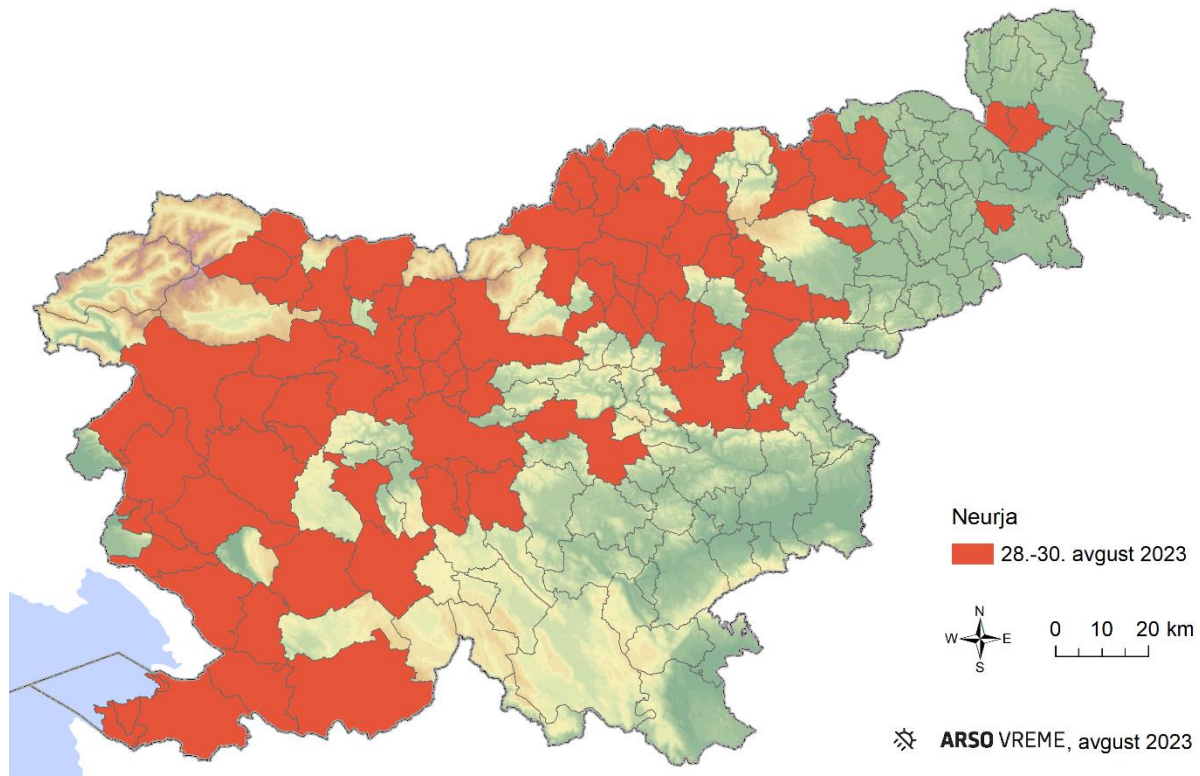 Neurja
28.-30. avgust 2023
N
W E
S
0 10 20 km
ARSO VREME, avgust 2023